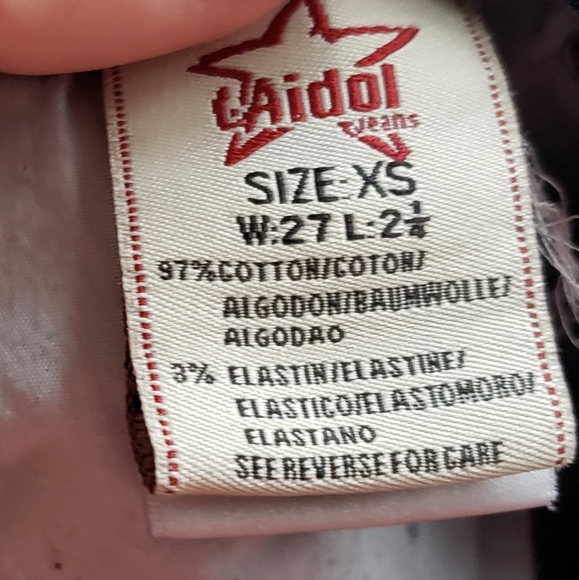 Aidol
Jeans
SIZE:XS
W:27 L:2¼
97% COTTON/COTON/
ALGODON/BAUMWOLLE/
ALGODAO
3% ELASTIN/ELASTINE/
ELASTICO/ELASTOMORO/
ELASTANO
SEE REVERSE FOR CARE